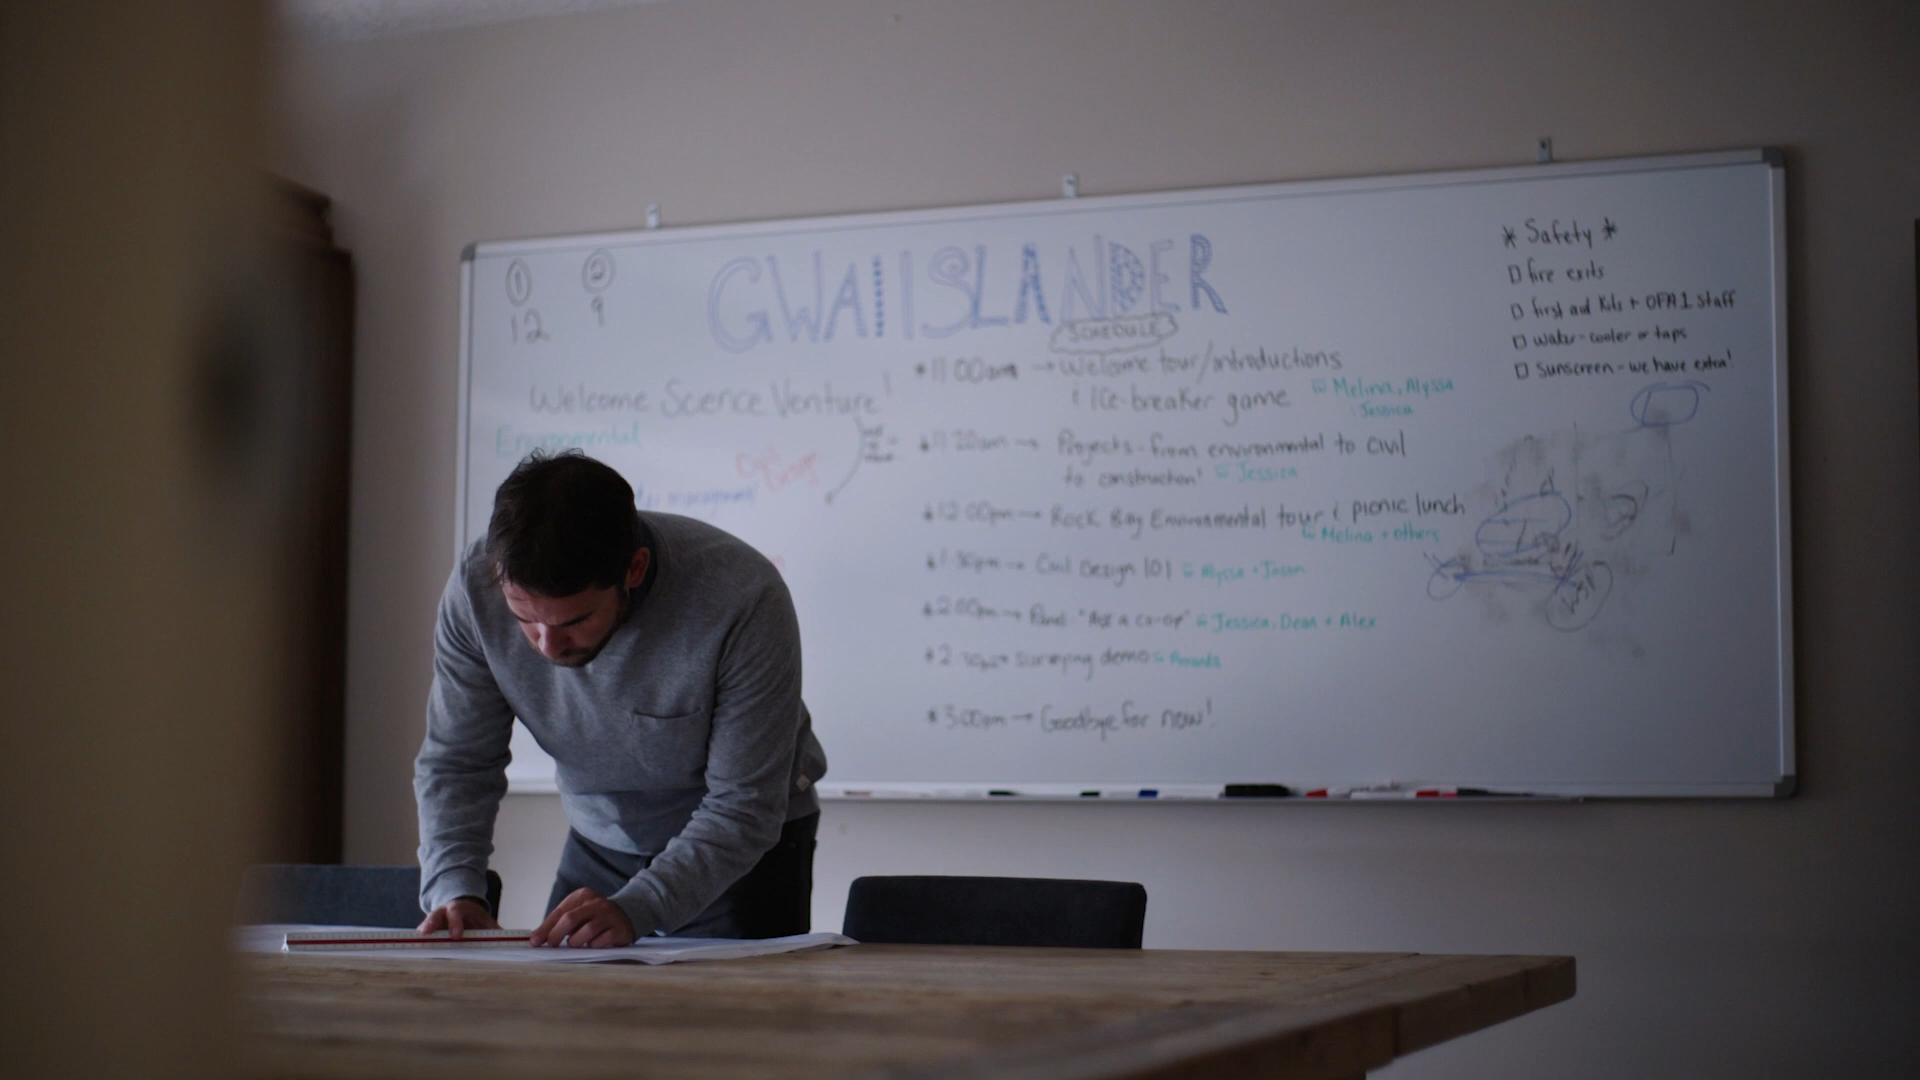 ① ②
12 9
GWAII ISLANDER
SCHEDULE
Welcome Science Venture!
Environmental
* 11:00am → Welcome tour/introductions
& Ice-breaker game Melina, Alyssa
Jessica
* 11:20am → Projects - from environmental to civil
to construction! Jessica
* 12:00pm → Rock Bay Environmental tour & picnic lunch
Melina + others
* 1:30pm → Civil Design 101 Alyssa + Jason
* 2:00pm → Panel "Ask a co-op" Jessica, Dean + Alex
* 2:30pm → Surveying demo Amanda
* 3:00pm → Goodbye for now!
* Safety *
□ fire exits
□ first aid kits + OFA1 staff
□ water - cooler or taps
□ Sunscreen - we have extra!